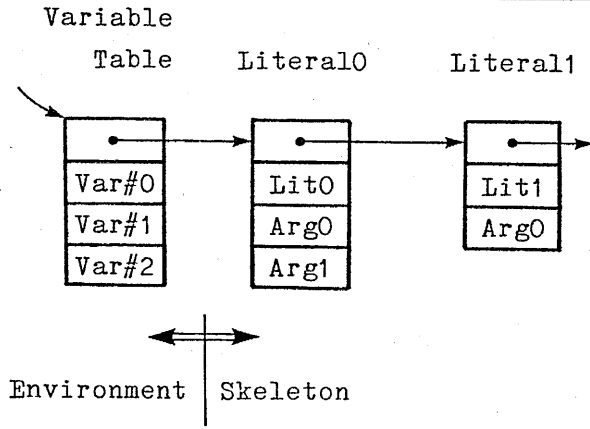 Variable
Table Literal0 Literal1
Var#0 Lit0 Lit1
Var#1 Arg0 Arg0
Var#2 Arg1
Environment Skeleton